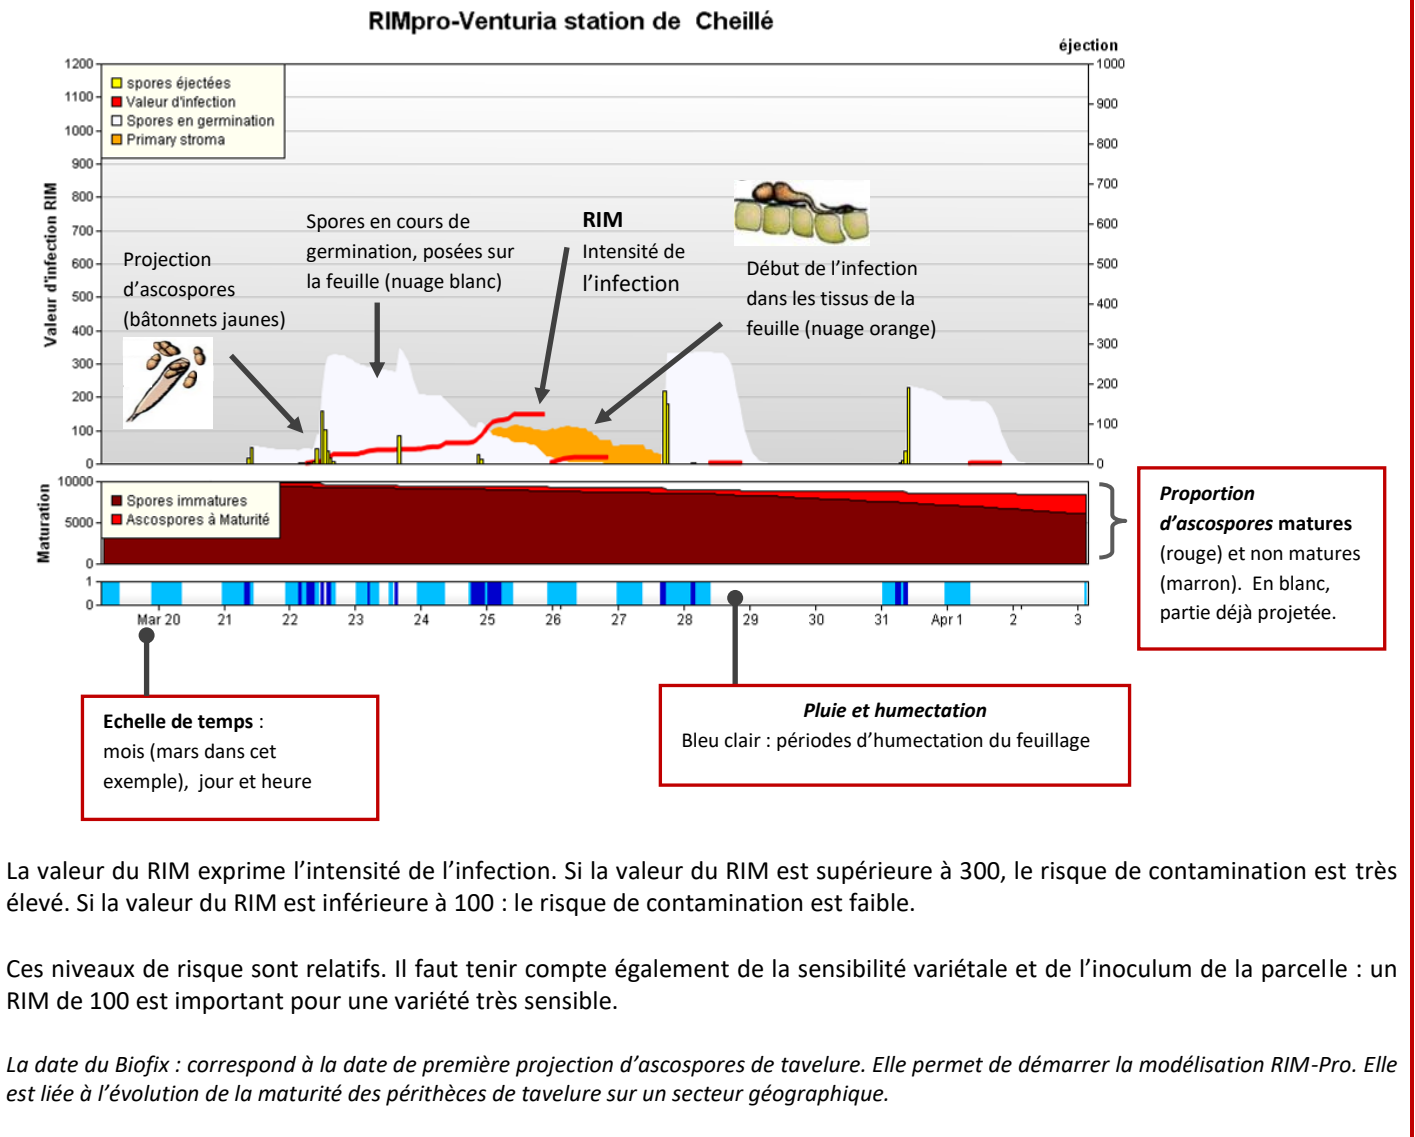 RIMpro-Venturia station de Cheillé
éjection
Valeur d'infection RIM
1200
1100
1000
900
800
700
600
500
400
300
200
100
0
1000
900
800
700
600
500
400
300
200
100
0
spores éjectées
Valeur d'infection
Spores en germination
Primary stroma
Projection
d’ascospores
(bâtonnets jaunes)
Spores en cours de
germination, posées sur
la feuille (nuage blanc)
RIM
Intensité de
l’infection
Début de l’infection
dans les tissus de la
feuille (nuage orange)
Maturation
10000
5000
0
Spores immatures
Ascospores à Maturité
1
0
Mar 20 21 22 23 24 25 26 27 28 29 30 31 Apr 1 2 3
Proportion
d’ascospores matures
(rouge) et non matures
(marron). En blanc,
partie déjà projetée.
Echelle de temps :
mois (mars dans cet
exemple), jour et heure
Pluie et humectation
Bleu clair : périodes d’humectation du feuillage
La valeur du RIM exprime l’intensité de l’infection. Si la valeur du RIM est supérieure à 300, le risque de contamination est très
élevé. Si la valeur du RIM est inférieure à 100 : le risque de contamination est faible.
Ces niveaux de risque sont relatifs. Il faut tenir compte également de la sensibilité variétale et de l’inoculum de la parcelle : un
RIM de 100 est important pour une variété très sensible.
La date du Biofix : correspond à la date de première projection d’ascospores de tavelure. Elle permet de démarrer la modélisation RIM-Pro. Elle
est liée à l’évolution de la maturité des périthèces de tavelure sur un secteur géographique.